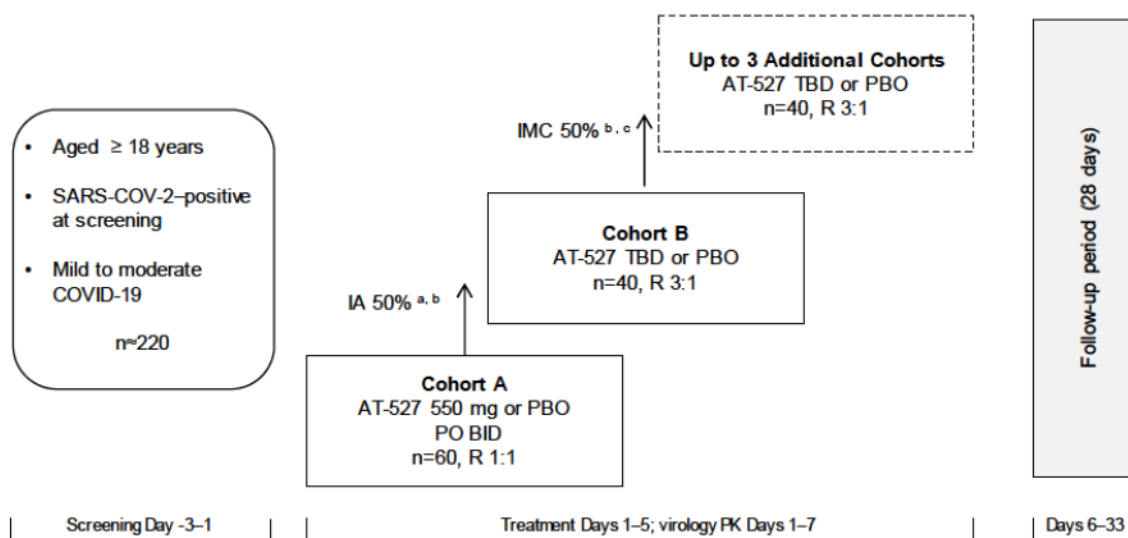 • Aged ≥ 18 years
• SARS-COV-2–positive
at screening
• Mild to moderate
COVID-19
n≈220
Up to 3 Additional Cohorts
AT-527 TBD or PBO
n=40, R 3:1
IMC 50% b, c
Cohort B
AT-527 TBD or PBO
n=40, R 3:1
IA 50% a, b
Cohort A
AT-527 550 mg or PBO
PO BID
n=60, R 1:1
Follow-up period (28 days)
Screening Day -3–1
Treatment Days 1–5; virology PK Days 1–7
Days 6–33